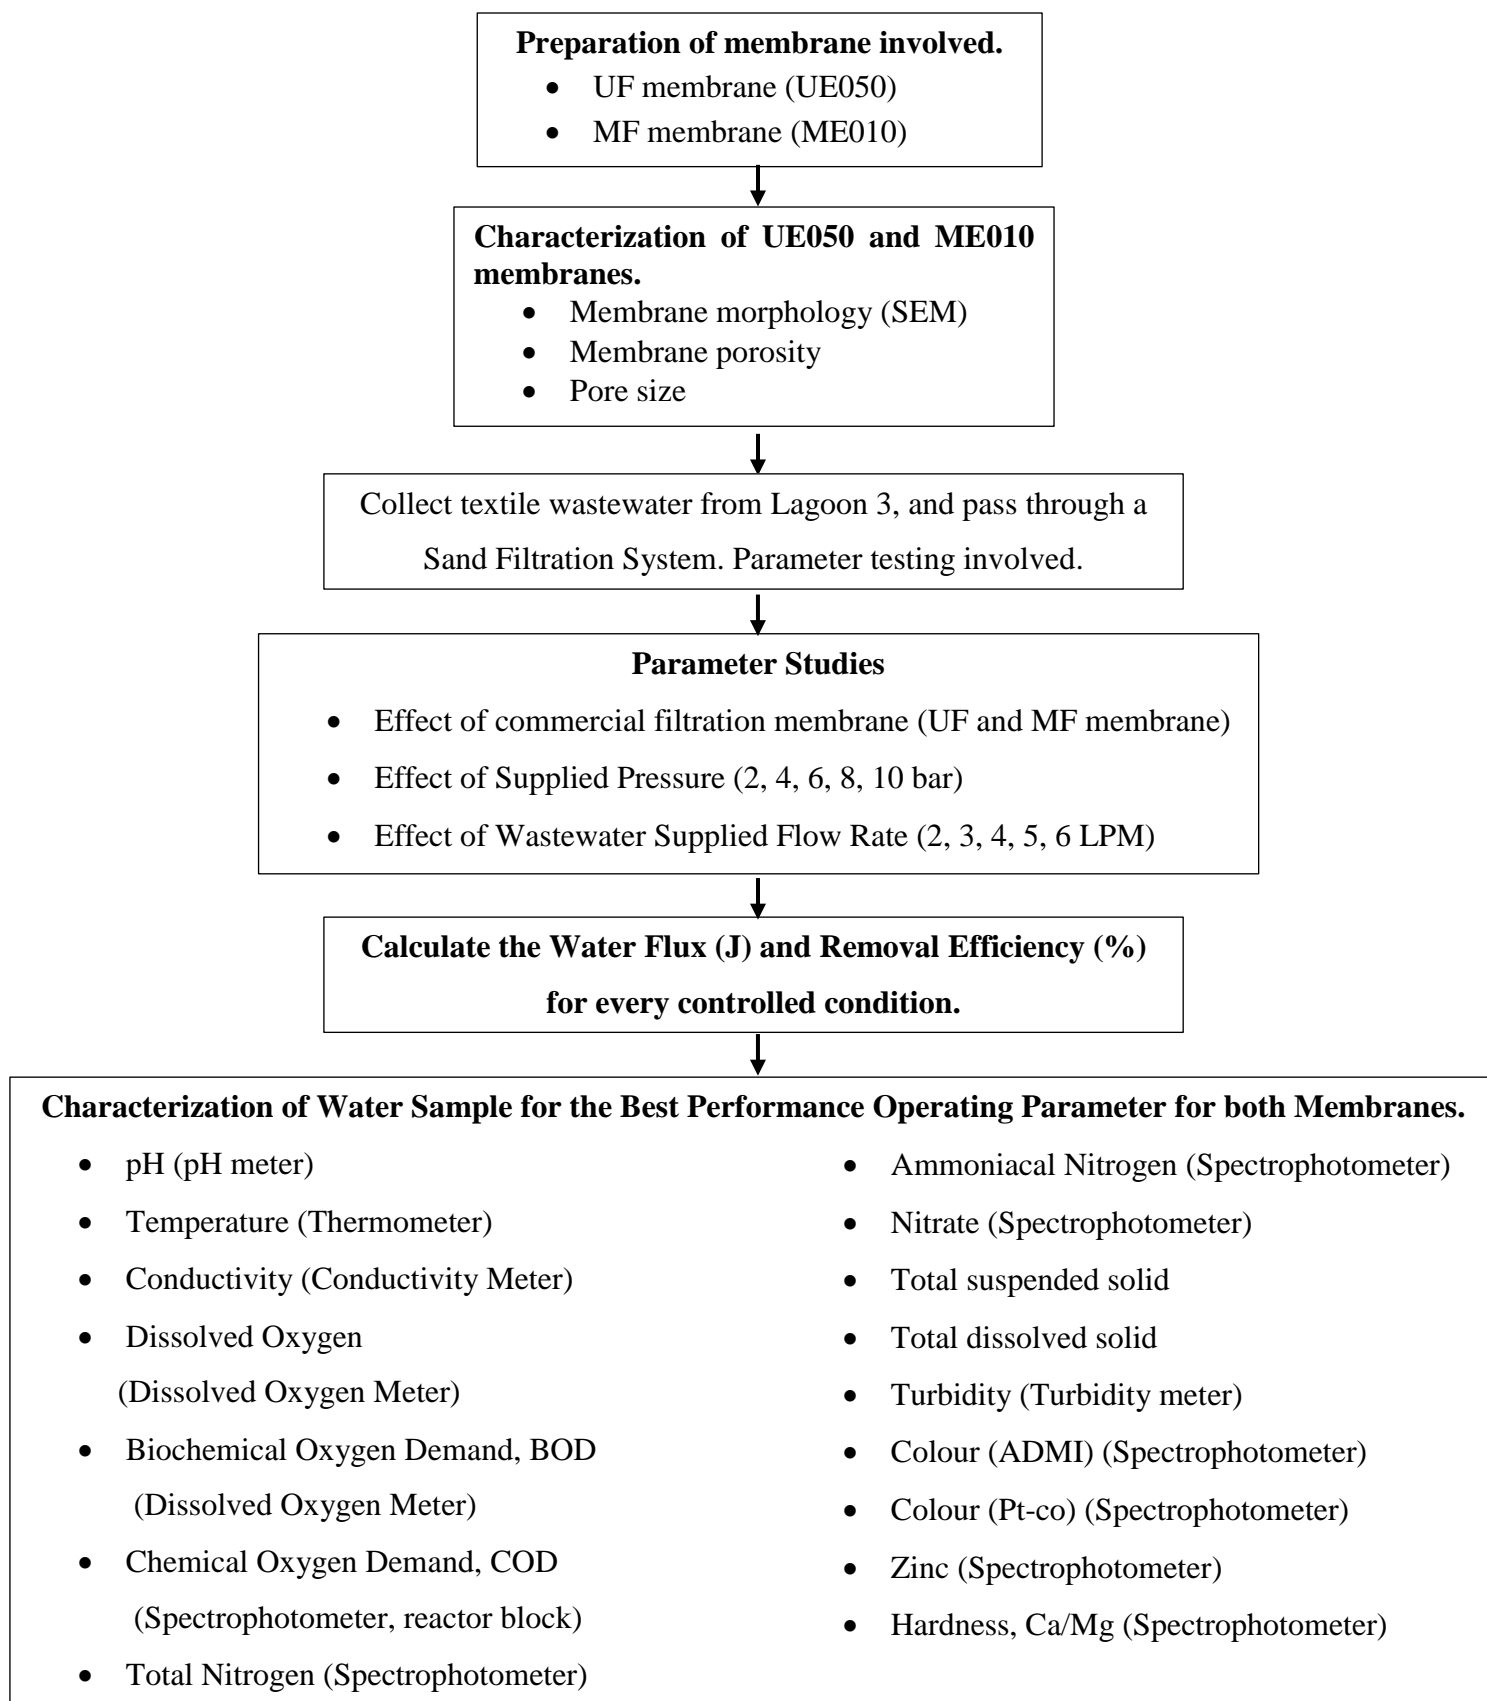 Preparation of membrane involved.
• UF membrane (UE050)
• MF membrane (ME010)
Characterization of UE050 and ME010
membranes.
• Membrane morphology (SEM)
• Membrane porosity
• Pore size
Collect textile wastewater from Lagoon 3, and pass through a
Sand Filtration System. Parameter testing involved.
Parameter Studies
• Effect of commercial filtration membrane (UF and MF membrane)
• Effect of Supplied Pressure (2, 4, 6, 8, 10 bar)
• Effect of Wastewater Supplied Flow Rate (2, 3, 4, 5, 6 LPM)
Calculate the Water Flux (J) and Removal Efficiency (%)
for every controlled condition.
Characterization of Water Sample for the Best Performance Operating Parameter for both Membranes.
• pH (pH meter)
• Temperature (Thermometer)
• Conductivity (Conductivity Meter)
• Dissolved Oxygen
(Dissolved Oxygen Meter)
• Biochemical Oxygen Demand, BOD
(Dissolved Oxygen Meter)
• Chemical Oxygen Demand, COD
(Spectrophotometer, reactor block)
• Total Nitrogen (Spectrophotometer)
• Ammoniacal Nitrogen (Spectrophotometer)
• Nitrate (Spectrophotometer)
• Total suspended solid
• Total dissolved solid
• Turbidity (Turbidity meter)
• Colour (ADMI) (Spectrophotometer)
• Colour (Pt-co) (Spectrophotometer)
• Zinc (Spectrophotometer)
• Hardness, Ca/Mg (Spectrophotometer)